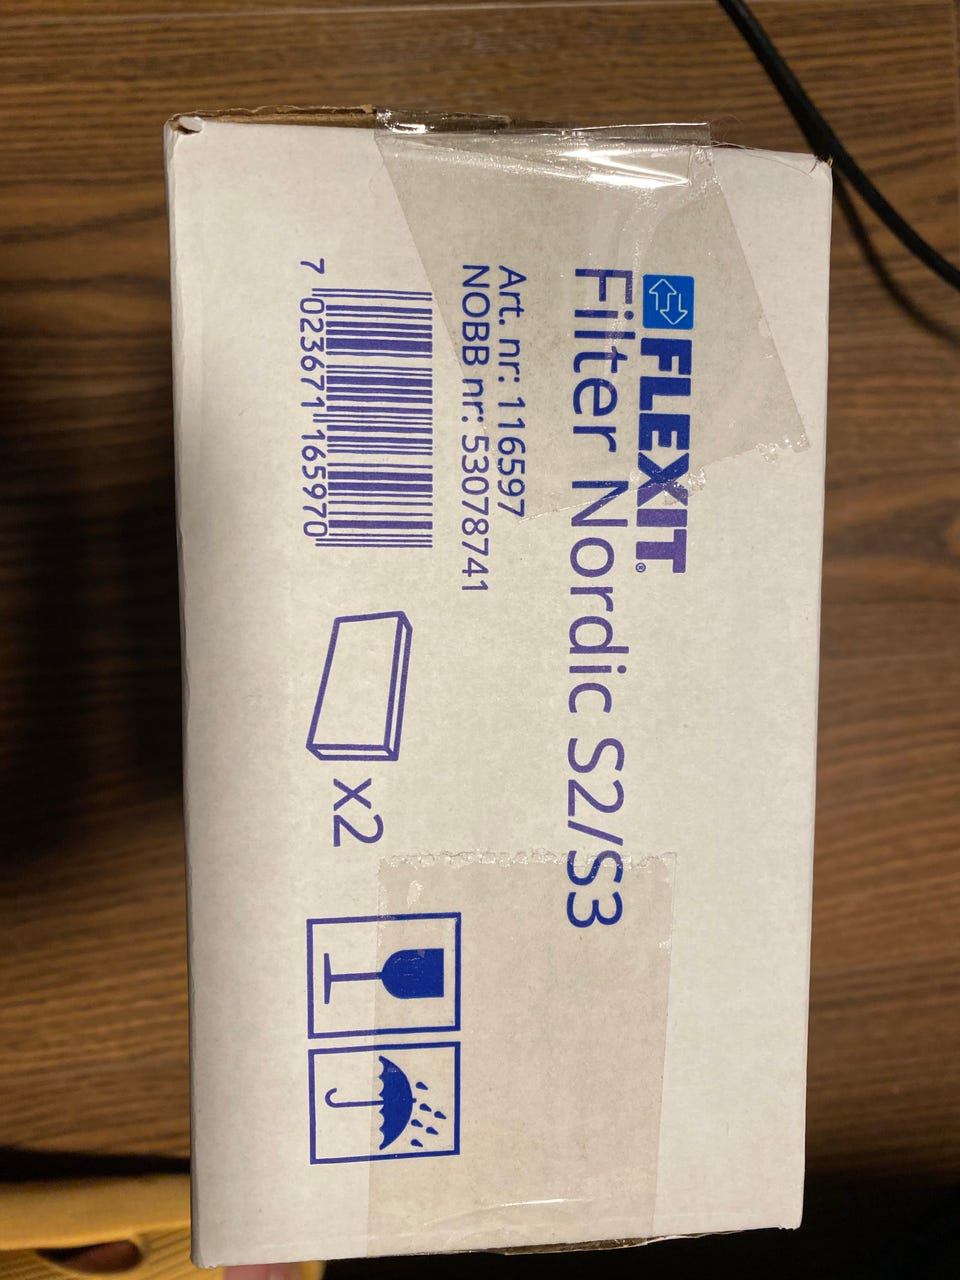 FLEXIT®
Filter Nordic S2/S3
Art. nr: 116597
NOBB nr: 53078741
7 023671 165970
x2